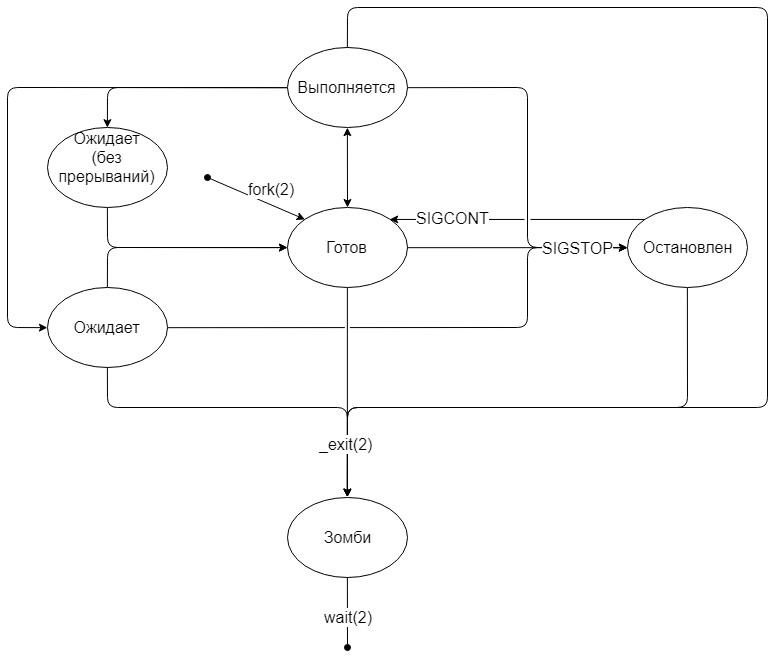 Выполняется
Ожидает
(без
прерываний)
fork(2)
SIGCONT
Готов
SIGSTOP
Остановлен
Ожидает
_exit(2)
Зомби
wait(2)